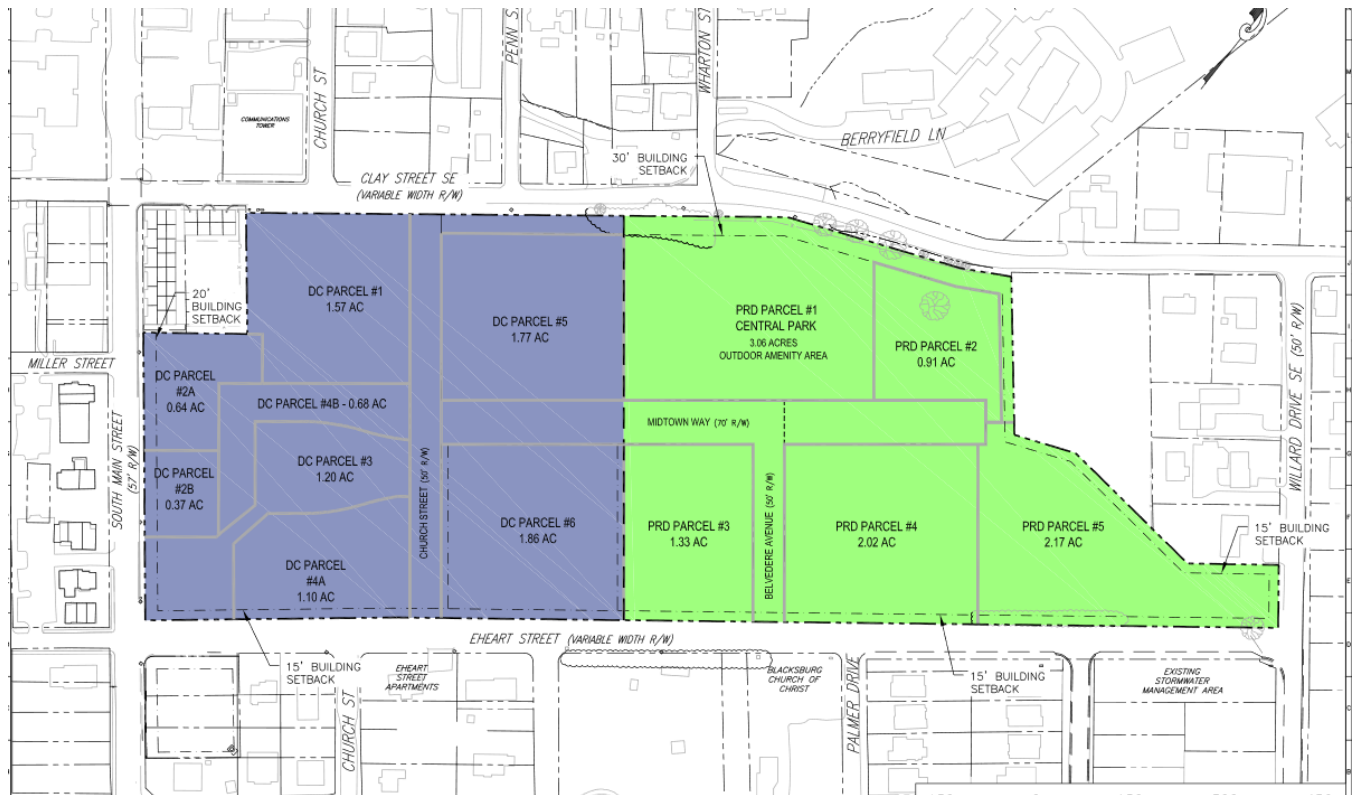 PENN S
WHARTON ST
CHURCH ST
COMMUNICATIONS
TOWER
BERRYFIELD LN
30' BUILDING
SETBACK
CLAY STREET SE
(VARIABLE WIDTH R/W)
20'
BUILDING
SETBACK
DC PARCEL #1
1.57 AC
DC PARCEL #5
1.77 AC
PRD PARCEL #1
CENTRAL PARK
3.06 ACRES
OUTDOOR AMENITY AREA
PRD PARCEL #2
0.91 AC
WILLARD DRIVE SE (50' R/W)
MILLER STREET
DC PARCEL
#2A
0.64 AC
DC PARCEL #4B - 0.68 AC
MIDTOWN WAY (70' R/W)
SOUTH MAIN STREET
(57' R/W)
DC PARCEL
#2B
0.37 AC
DC PARCEL #3
1.20 AC
CHURCH STREET (50' R/W)
DC PARCEL #6
1.86 AC
PRD PARCEL #3
1.33 AC
BELVEDERE AVENUE (50' R/W)
PRD PARCEL #4
2.02 AC
PRD PARCEL #5
2.17 AC
15' BUILDING
SETBACK
DC PARCEL
#4A
1.10 AC
EHEART STREET (VARIABLE WIDTH R/W)
15' BUILDING
SETBACK
CHURCH ST
EHEART
STREET
APARTMENTS
BLACKSBURG
CHURCH OF
CHRIST
PALMER DRIVE
15' BUILDING
SETBACK
EXISTING
STORMWATER
MANAGEMENT AREA